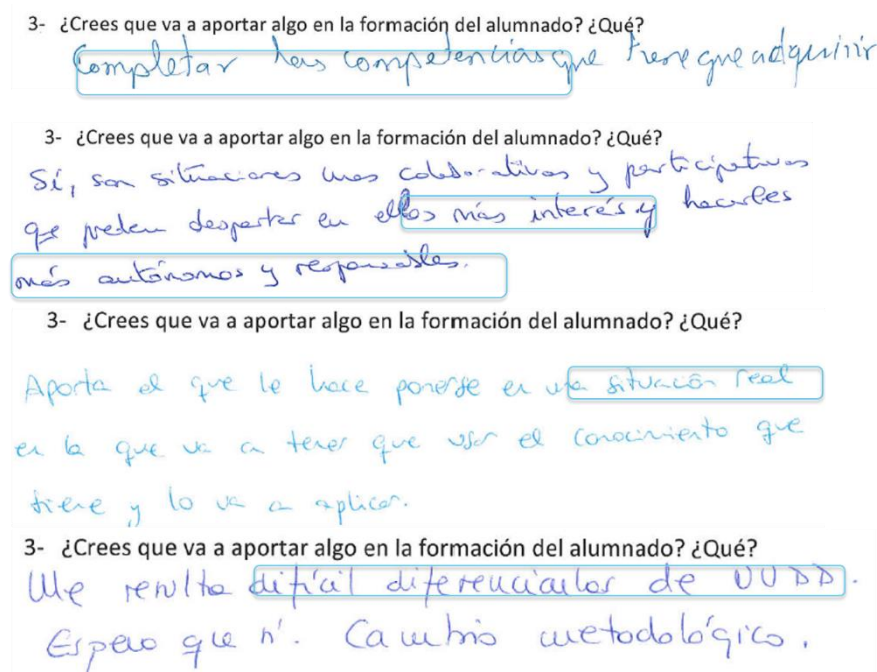 3- ¿Crees que va a aportar algo en la formación del alumnado? ¿Qué?
Completar las competencias que tiene que adquirir
3- ¿Crees que va a aportar algo en la formación del alumnado? ¿Qué?
Sí, son situaciones mas colaborativas y participativas
que pueden despertar en ellos más interés y hacerles
más autónomos y responsables.
3- ¿Crees que va a aportar algo en la formación del alumnado? ¿Qué?
Aporta el que le hace ponerse en una situación real
en la que va a tener que usar el conocimiento que
tiene y lo va a aplicar.
3- ¿Crees que va a aportar algo en la formación del alumnado? ¿Qué?
Me resulta difícil diferenciarlos de UUDD.
Espero que sí. Cambio metodológico.